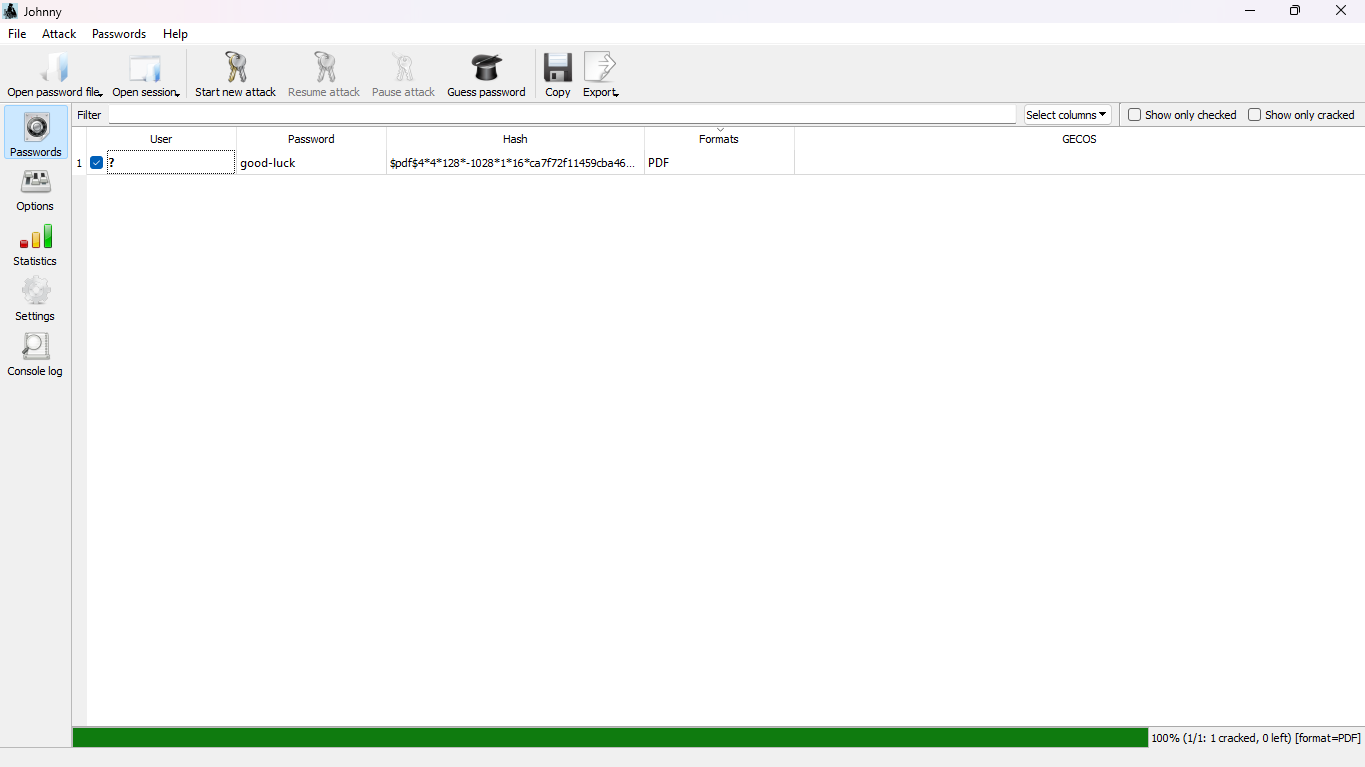 Johnny
File Attack Passwords Help
Open password file Open session Start new attack Resume attack Pause attack Guess password Copy Export
Passwords
Options
Statistics
Settings
Console log
Filter Select columns Show only checked Show only cracked
User Password Hash Formats GECOS
1 ? good-luck $pdf$4*4*128*-1028*1*16*ca7f72f11459cba46... PDF
100% (1/1: 1 cracked, 0 left) [format=PDF]